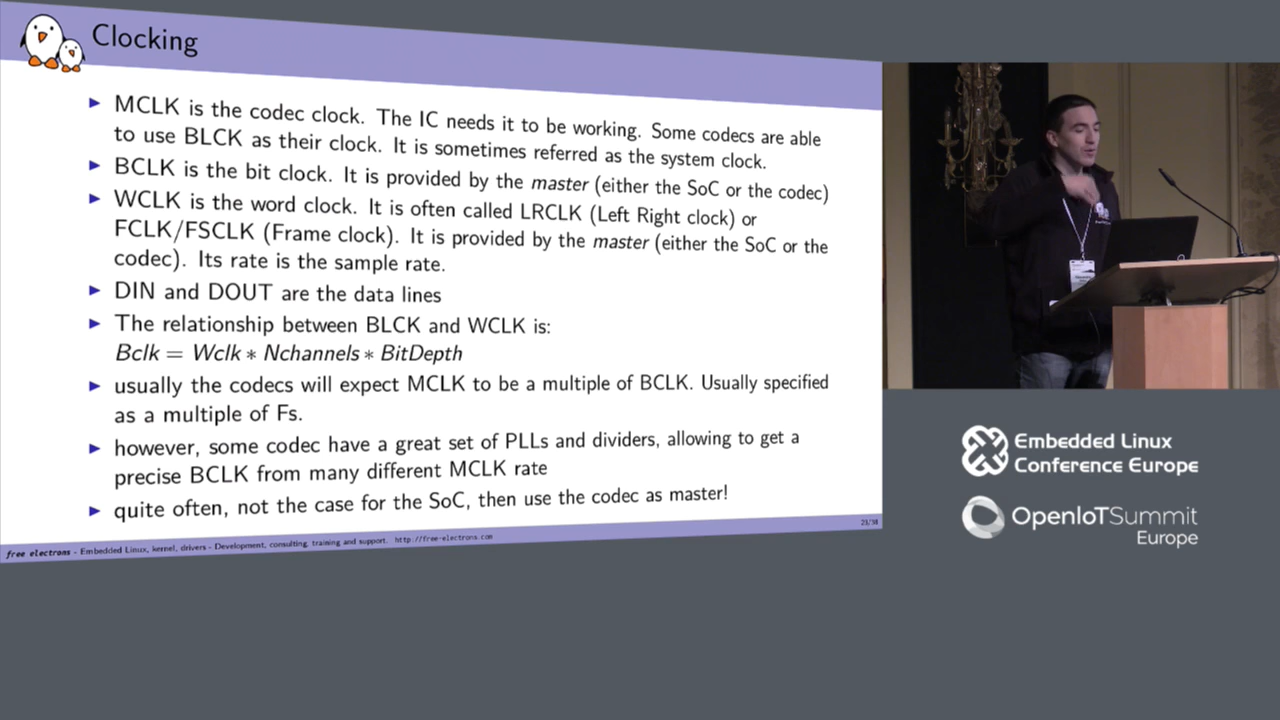 Clocking
MCLK is the codec clock. The IC needs it to be working. Some codecs are able
to use BLCK as their clock. It is sometimes referred as the system clock.
BCLK is the bit clock. It is provided by the master (either the SoC or the codec)
WCLK is the word clock. It is often called LRCLK (Left Right clock) or
FCLK/FSCLK (Frame clock). It is provided by the master (either the SoC or the
codec). Its rate is the sample rate.
DIN and DOUT are the data lines
The relationship between BLCK and WCLK is:
Bclk = Wclk ∗ Nchannels ∗ BitDepth
usually the codecs will expect MCLK to be a multiple of BCLK. Usually specified
as a multiple of Fs.
however, some codec have a great set of PLLs and dividers, allowing to get a
precise BCLK from many different MCLK rate
quite often, not the case for the SoC, then use the codec as master!
free electrons - Embedded Linux, kernel, drivers - Development, consulting, training and support. http://free-electrons.com
23/38
Embedded Linux
Conference Europe
OpenIoTSummit
Europe